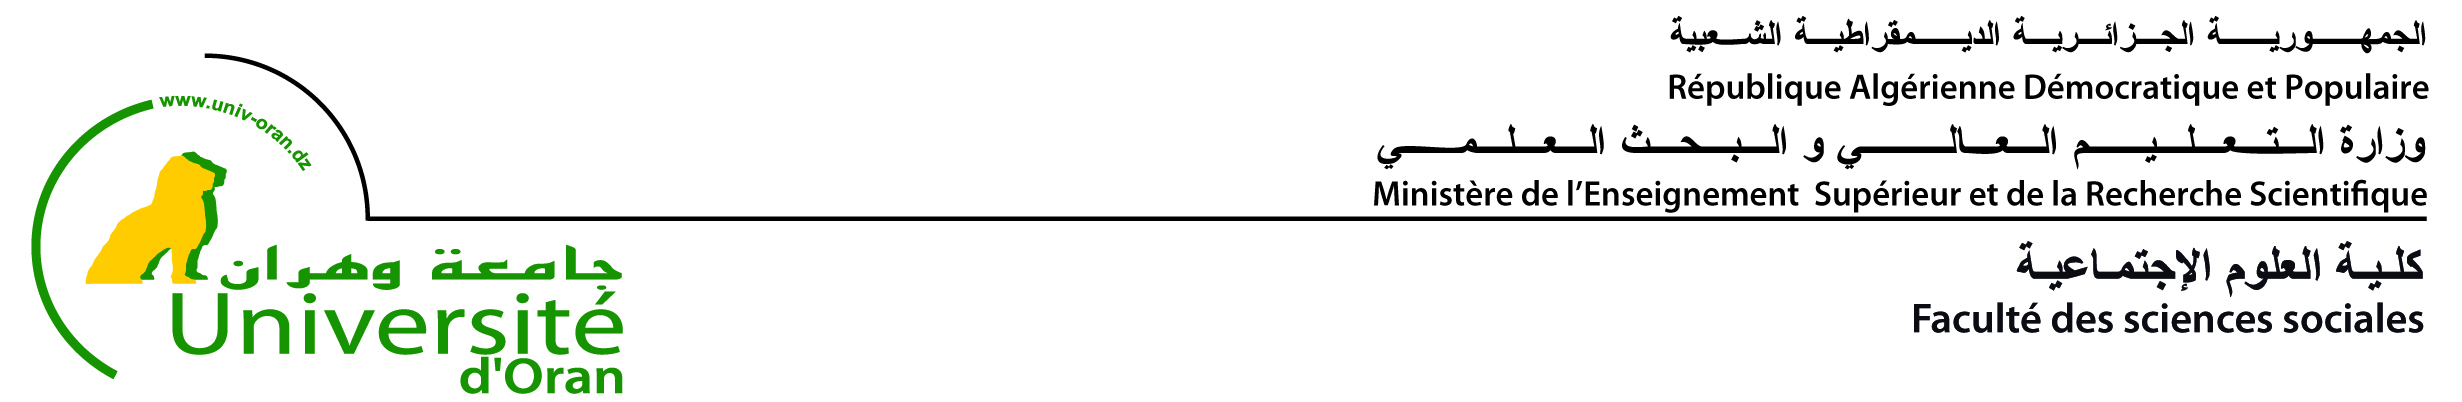 الجمهورية الجزائرية الديمقراطية الشعبية
République Algérienne Démocratique et Populaire
وزارة التعليم العالي و البحث العلمي
Ministère de l’Enseignement Supérieur et de la Recherche Scientifique
كلية العلوم الإجتماعية
Faculté des sciences sociales
www.univ-oran.dz
جامعة وهران
Université
d'Oran